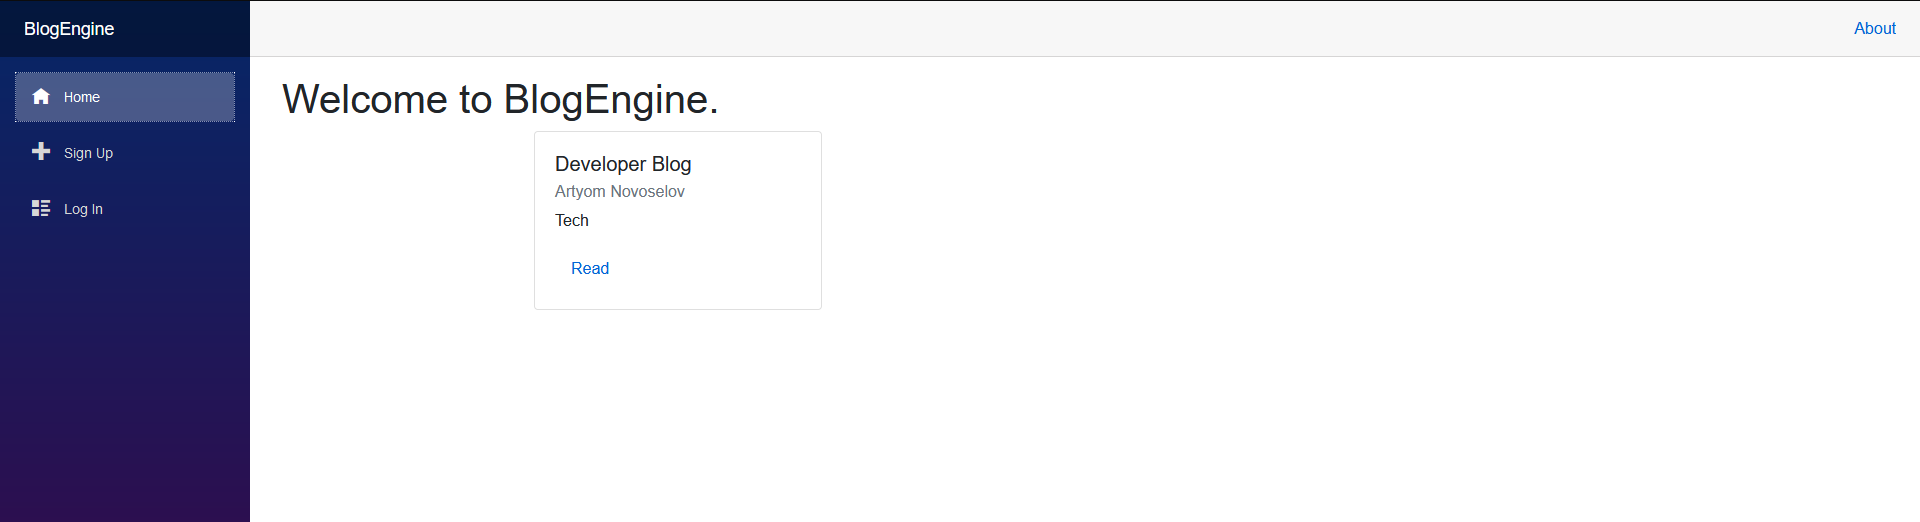 BlogEngine
About
Home
Sign Up
Log In
Welcome to BlogEngine.
Developer Blog
Artyom Novoselov
Tech
Read